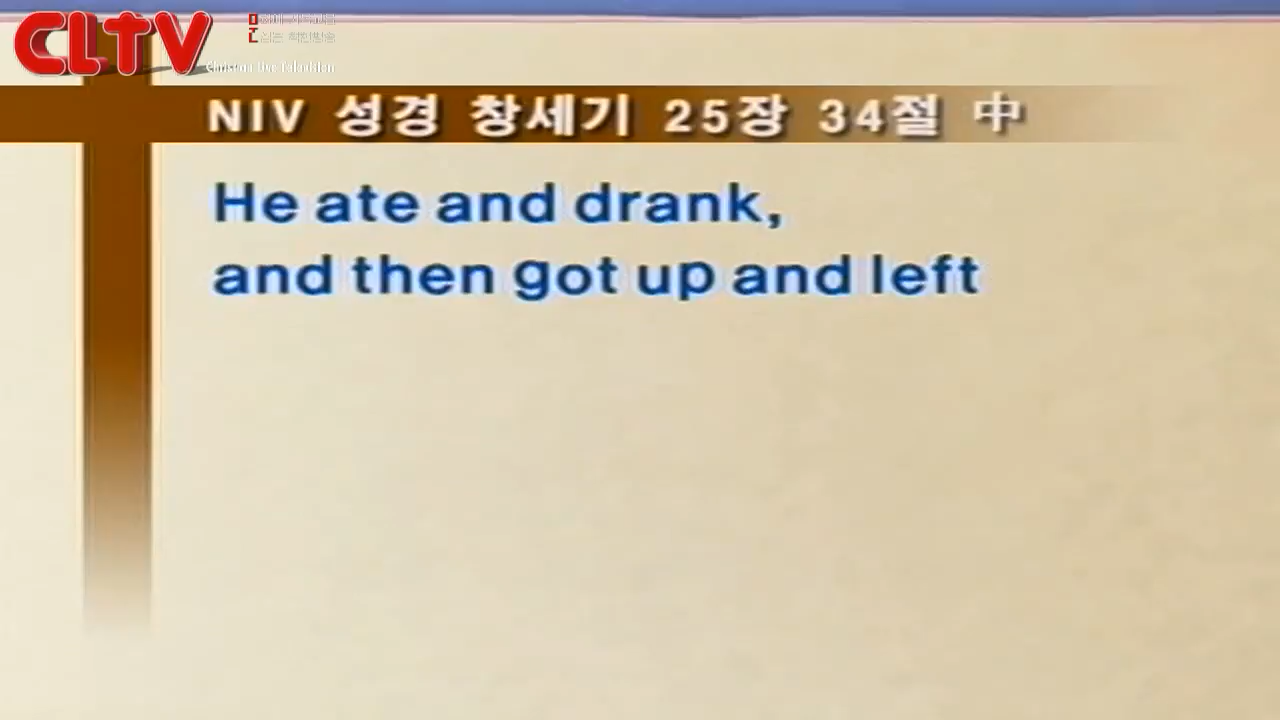 CLTV
NIV 성경 창세기 25장 34절 中
He ate and drank,
and then got up and left